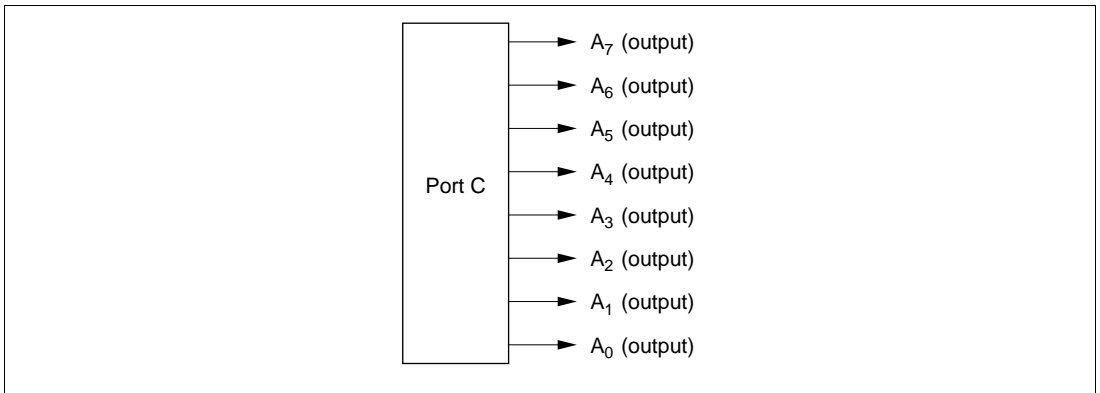 A7 (output)
A6 (output)
A5 (output)
A4 (output)
Port C
A3 (output)
A2 (output)
A1 (output)
A0 (output)